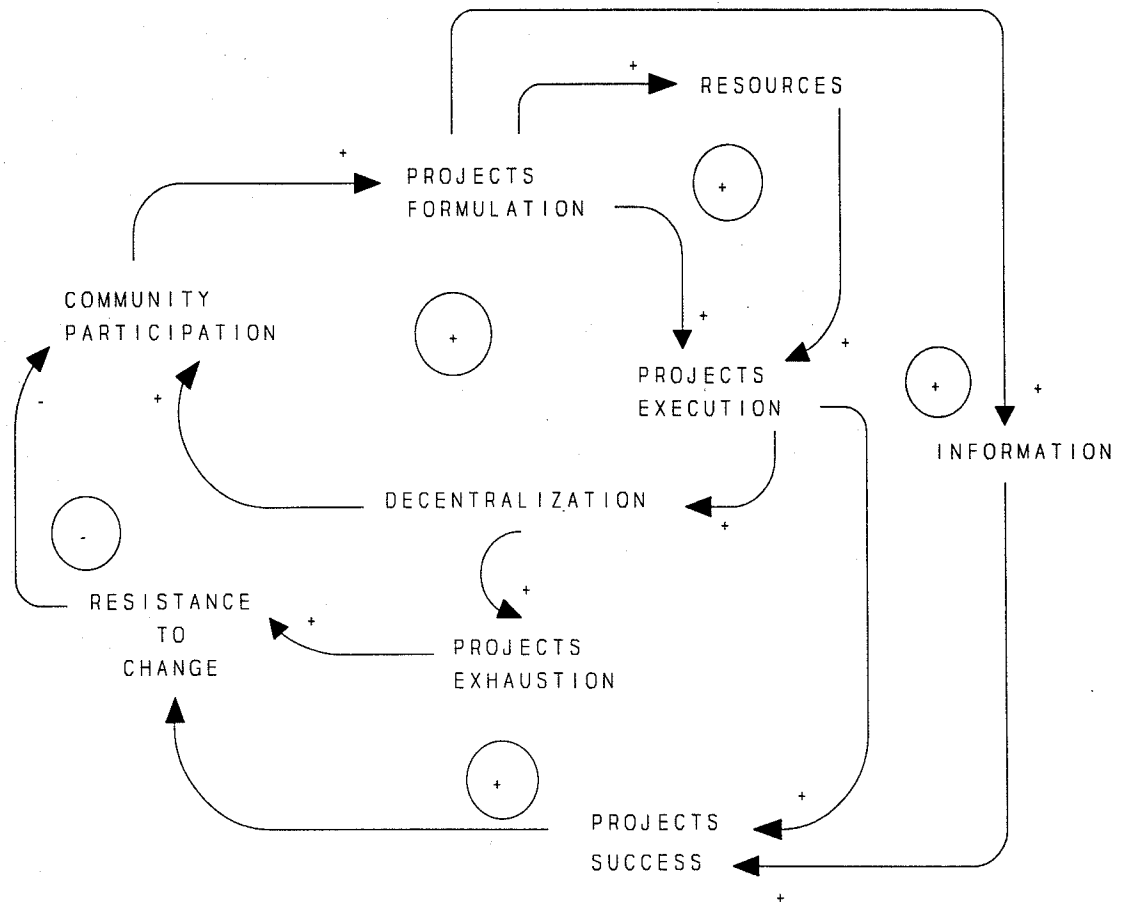 +
RESOURCES
+
PROJECTS
FORMULATION
+
COMMUNITY
PARTICIPATION
+
+
+
PROJECTS
EXECUTION
+
+
+
-
+
INFORMATION
DECENTRALIZATION
+
-
+
RESISTANCE
TO
CHANGE
+
PROJECTS
EXHAUSTION
+
+
PROJECTS
SUCCESS
+